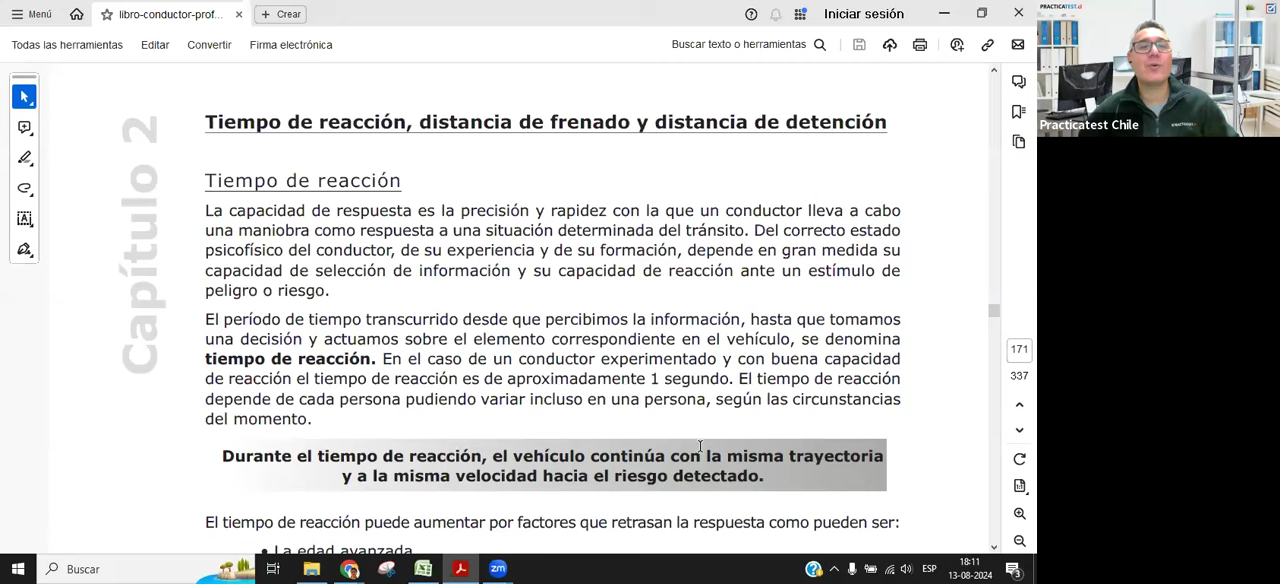 Menú
libro-conductor-prof...
Crear
Iniciar sesión
PRACTICATEST.cl
Todas las herramientas
Editar
Convertir
Firma electrónica
Buscar texto o herramientas
Practicatest Chile
Capítulo 2
Tiempo de reacción, distancia de frenado y distancia de detención
Tiempo de reacción
La capacidad de respuesta es la precisión y rapidez con la que un conductor lleva a cabo
una maniobra como respuesta a una situación determinada del tránsito. Del correcto estado
psicofísico del conductor, de su experiencia y de su formación, depende en gran medida su
capacidad de selección de información y su capacidad de reacción ante un estímulo de
peligro o riesgo.
El período de tiempo transcurrido desde que percibimos la información, hasta que tomamos
una decisión y actuamos sobre el elemento correspondiente en el vehículo, se denomina
tiempo de reacción. En el caso de un conductor experimentado y con buena capacidad
de reacción el tiempo de reacción es de aproximadamente 1 segundo. El tiempo de reacción
depende de cada persona pudiendo variar incluso en una persona, según las circunstancias
del momento.
Durante el tiempo de reacción, el vehículo continúa con la misma trayectoria
y a la misma velocidad hacia el riesgo detectado.
El tiempo de reacción puede aumentar por factores que retrasan la respuesta como pueden ser:
• La edad avanzada
171
337
Buscar
ESP
18:11
13-08-2024
3